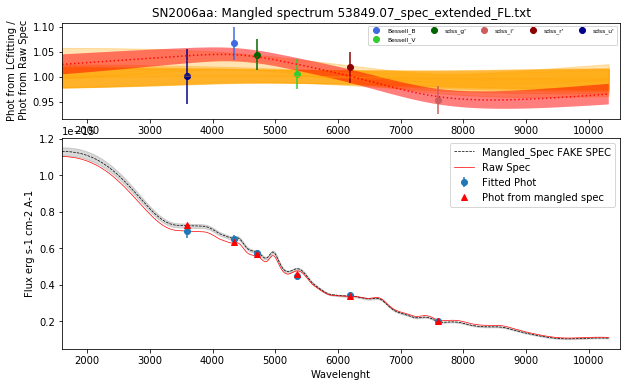 SN2006aa: Mangled spectrum 53849.07_spec_extended_FL.txt
Phot from LCfitting /
Phot from Raw Spec
1.10
1.05
1.00
0.95
Bessell_B
Bessell_V
sdss_g'
sdss_i'
sdss_r'
sdss_u'
2000 3000 4000 5000 6000 7000 8000 9000 10000
1e-15
Flux erg s-1 cm-2 A-1
1.2
1.0
0.8
0.6
0.4
0.2
Mangled_Spec FAKE SPEC
Raw Spec
Fitted Phot
Phot from mangled spec
2000 3000 4000 5000 6000 7000 8000 9000 10000
Wavelenght